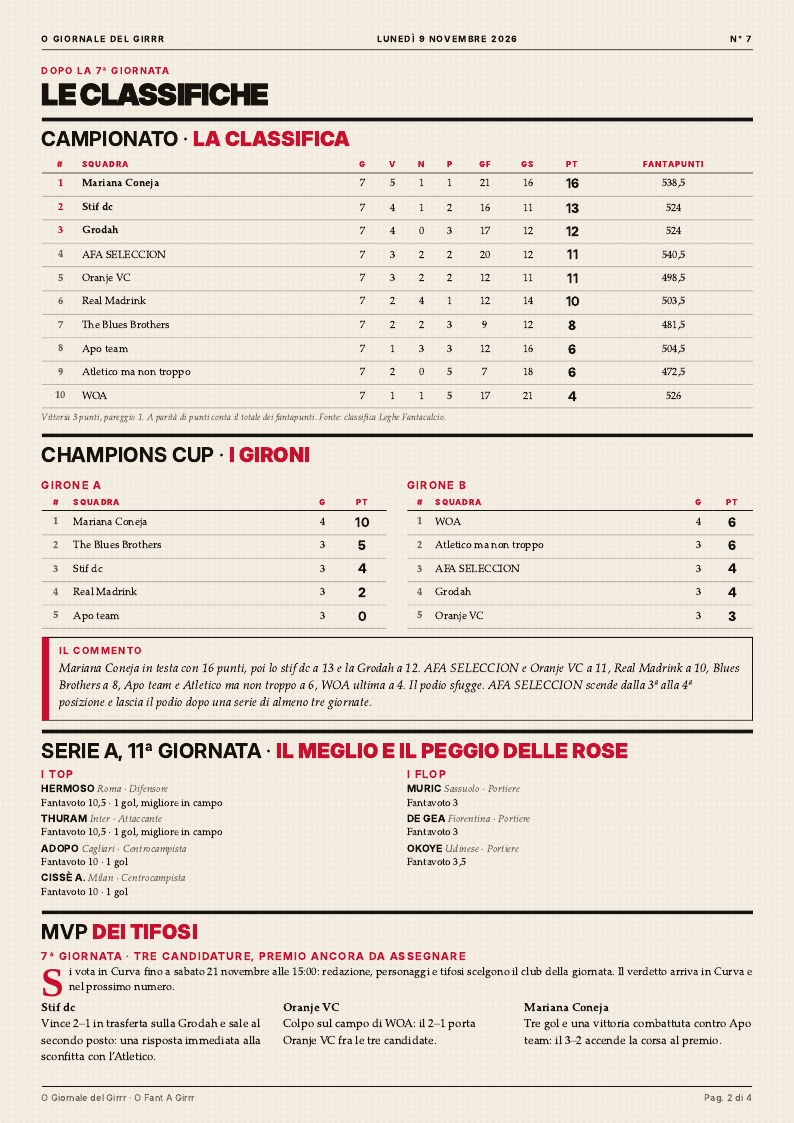 O GIORNALE DEL GIRRR LUNEDÌ 9 NOVEMBRE 2026 N° 7
DOPO LA 7ª GIORNATA
LE CLASSIFICHE
CAMPIONATO · LA CLASSIFICA
# SQUADRA G V N P GF GS PT FANTAPUNTI
1 Mariana Coneja 7 5 1 1 21 16 16 538,5
2 Stif dc 7 4 1 2 16 11 13 524
3 Grodah 7 4 0 3 17 12 12 524
4 AFA SELECCION 7 3 2 2 20 12 11 540,5
5 Oranje VC 7 3 2 2 12 11 11 498,5
6 Real Madrink 7 2 4 1 12 14 10 503,5
7 The Blues Brothers 7 2 2 3 9 12 8 481,5
8 Apo team 7 1 3 3 12 16 6 504,5
9 Atletico ma non troppo 7 2 0 5 7 18 6 472,5
10 WOA 7 1 1 5 17 21 4 526
Vittoria 3 punti, pareggio 1. A parità di punti conta il totale dei fantapunti. Fonte: classifica Leghe Fantacalcio.
CHAMPIONS CUP · I GIRONI
GIRONE A
# SQUADRA G PT
1 Mariana Coneja 4 10
2 The Blues Brothers 3 5
3 Stif dc 3 4
4 Real Madrink 3 2
5 Apo team 3 0
GIRONE B
# SQUADRA G PT
1 WOA 4 6
2 Atletico ma non troppo 3 6
3 AFA SELECCION 3 4
4 Grodah 3 4
5 Oranje VC 3 3
IL COMMENTO
Mariana Coneja in testa con 16 punti, poi lo stif dc a 13 e la Grodah a 12. AFA SELECCION e Oranje VC a 11, Real Madrink a 10, Blues
Brothers a 8, Apo team e Atletico ma non troppo a 6, WOA ultima a 4. Il podio sfugge. AFA SELECCION scende dalla 3ª alla 4ª
posizione e lascia il podio dopo una serie di almeno tre giornate.
SERIE A, 11ª GIORNATA · IL MEGLIO E IL PEGGIO DELLE ROSE
I TOP
HERMOSO Roma · Difensore
Fantavoto 10,5 · 1 gol, migliore in campo
THURAM Inter · Attaccante
Fantavoto 10,5 · 1 gol, migliore in campo
ADOPO Cagliari · Centrocampista
Fantavoto 10 · 1 gol
CISSÈ A. Milan · Centrocampista
Fantavoto 10 · 1 gol
I FLOP
MURIC Sassuolo · Portiere
Fantavoto 3
DE GEA Fiorentina · Portiere
Fantavoto 3
OKOYE Udinese · Portiere
Fantavoto 3,5
MVP DEI TIFOSI
7ª GIORNATA · TRE CANDIDATURE, PREMIO ANCORA DA ASSEGNARE
Si vota in Curva fino a sabato 21 novembre alle 15:00: redazione, personaggi e tifosi scelgono il club della giornata. Il verdetto arriva in Curva e
nel prossimo numero.
Stif dc
Vince 2–1 in trasferta sulla Grodah e sale al
secondo posto: una risposta immediata alla
sconfitta con l'Atletico.
Oranje VC
Colpo sul campo di WOA: il 2–1 porta
Oranje VC fra le tre candidate.
Mariana Coneja
Tre gol e una vittoria combattuta contro Apo
team: il 3–2 accende la corsa al premio.
O Giornale del Girrr · O Fant A Girrr Pag. 2 di 4